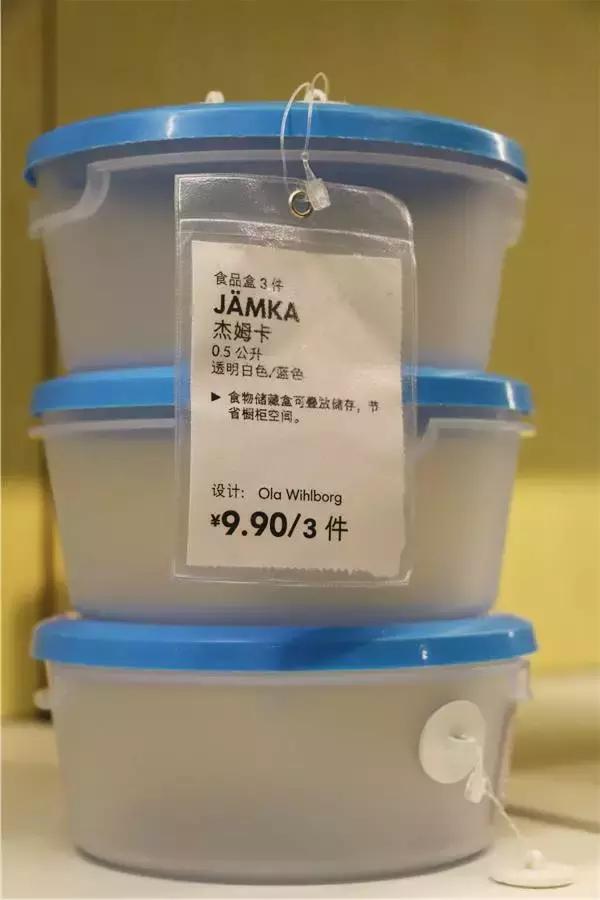 食品盒 3 件
JÄMKA
杰姆卡
0.5 公升
透明白色/蓝色
▶ 食物储藏盒可叠放储存，节
省橱柜空间。
设计： Ola Wihlborg
¥9.90/3 件